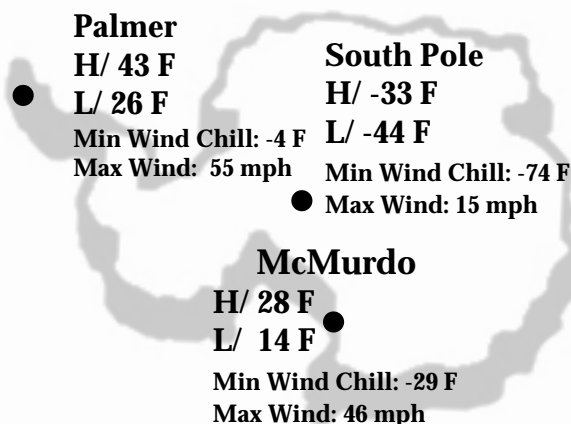 Palmer
H/ 43 F
L/ 26 F
Min Wind Chill: -4 F
Max Wind: 55 mph
South Pole
H/ -33 F
L/ -44 F
Min Wind Chill: -74 F
Max Wind: 15 mph
McMurdo
H/ 28 F
L/ 14 F
Min Wind Chill: -29 F
Max Wind: 46 mph